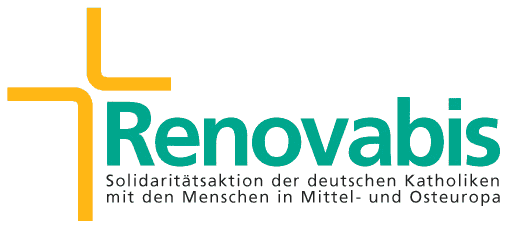 Renovabis
Solidaritätsaktion der deutschen Katholiken
mit den Menschen in Mittel- und Osteuropa